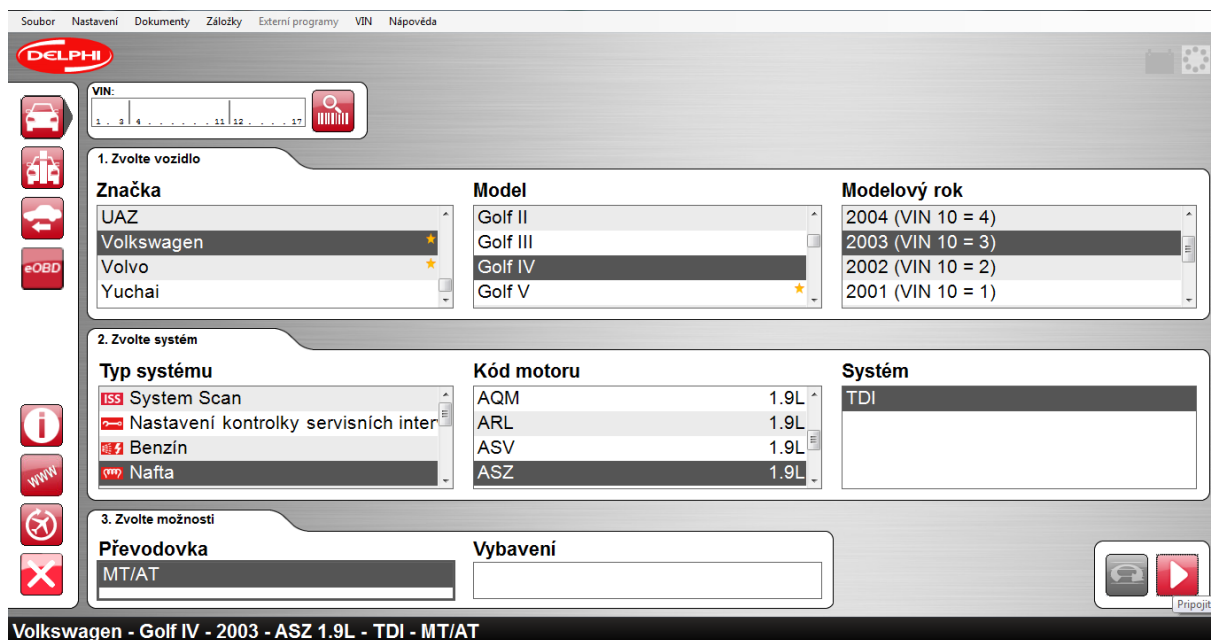 Soubor Nastavení Dokumenty Záložky Externí programy VIN Nápovéda
DELPHI
VIN:
1 . 3 4 . . . . . . 11 12 . . . . 17
1. Zvolte vozidlo
Značka Model Modelový rok
UAZ Golf II 2004 (VIN 10 = 4)
Volkswagen Golf III 2003 (VIN 10 = 3)
Volvo Golf IV 2002 (VIN 10 = 2)
Yuchai Golf V 2001 (VIN 10 = 1)
eOBD
2. Zvolte systém
Typ systému Kód motoru Systém
ISS System Scan AQM 1.9L TDI
Nastavení kontrolky servisních inter ARL 1.9L
Benzín ASV 1.9L
Nafta ASZ 1.9L
www
3. Zvolte možnosti
Převodovka Vybavení
MT/AT
Pripojit
Volkswagen - Golf IV - 2003 - ASZ 1.9L - TDI - MT/AT